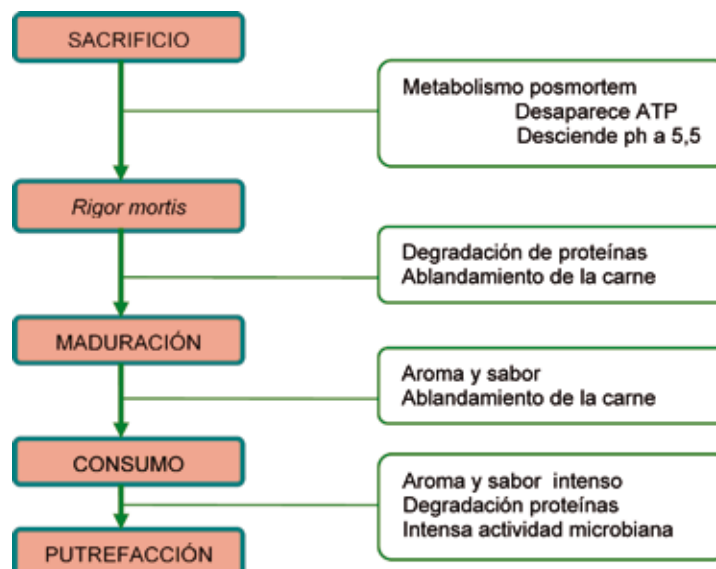 SACRIFICIO
Metabolismo posmortem
Desaparece ATP
Desciende ph a 5,5
Rigor mortis
Degradación de proteínas
Ablandamiento de la carne
MADURACIÓN
Aroma y sabor
Ablandamiento de la carne
CONSUMO
Aroma y sabor intenso
Degradación proteínas
Intensa actividad microbiana
PUTREFACCIÓN